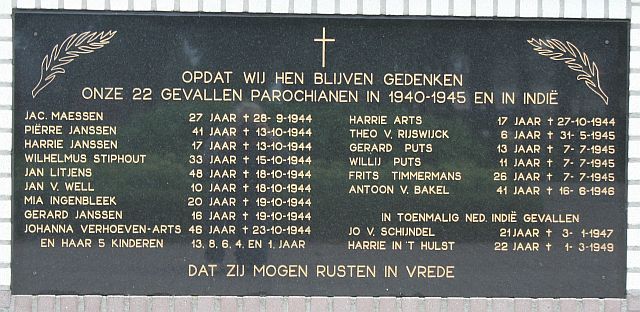 OPDAT WIJ HEN BLIJVEN GEDENKEN
ONZE 22 GEVALLEN PAROCHIANEN IN 1940-1945 EN IN INDIË
JAC. MAESSEN 27 JAAR † 28-9-1944
PIËRRE JANSSEN 41 JAAR † 13-10-1944
HARRIE JANSSEN 17 JAAR † 13-10-1944
WILHELMUS STIPHOUT 33 JAAR † 15-10-1944
JAN LITJENS 48 JAAR † 18-10-1944
JAN V. WELL 10 JAAR † 18-10-1944
MIA INGENBLEEK 20 JAAR † 19-10-1944
GERARD JANSSEN 16 JAAR † 19-10-1944
JOHANNA VERHOEVEN-ARTS 46 JAAR † 23-10-1944
EN HAAR 5 KINDEREN 13, 8, 6, 4, EN 1, JAAR
HARRIE ARTS 17 JAAR † 27-10-1944
THEO V. RIJSWIJCK 6 JAAR † 31-5-1945
GERARD PUTS 13 JAAR † 7-7-1945
WILLIJ PUTS 11 JAAR † 7-7-1945
FRITS TIMMERMANS 26 JAAR † 7-7-1945
ANTOON V. BAKEL 41 JAAR † 16-6-1946
IN TOENMALIG NED. INDIË GEVALLEN
JO V. SCHIJNDEL 21 JAAR † 3-1-1947
HARRIE IN 'T HULST 22 JAAR † 1-3-1949
DAT ZIJ MOGEN RUSTEN IN VREDE